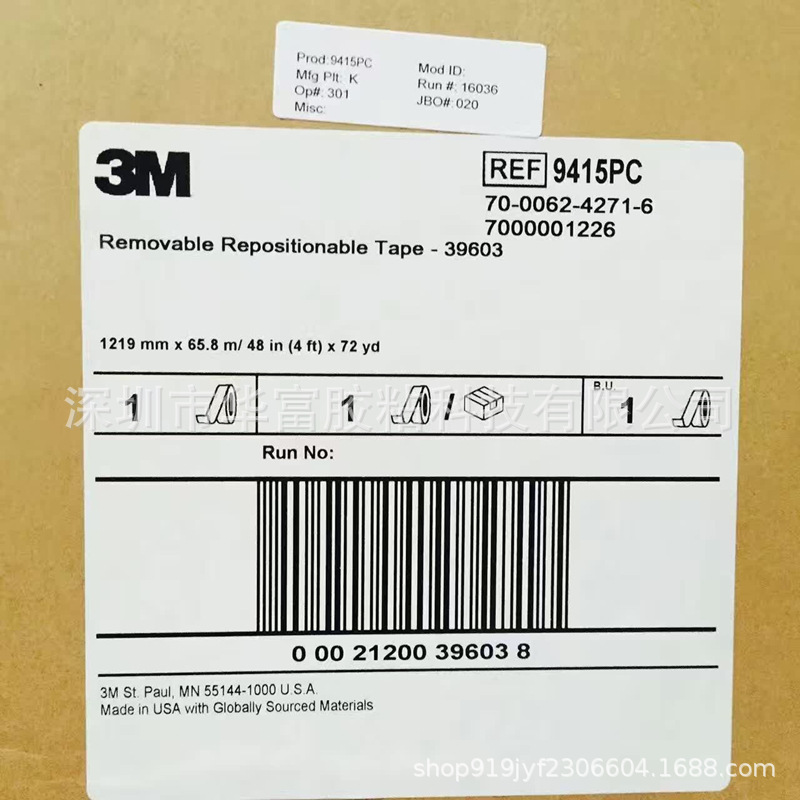 Prod:9415PC
Mfg Plt: K
Op#: 301
Misc:
Mod ID:
Run #: 16036
JBO#: 020
3M
REF 9415PC
70-0062-4271-6
7000001226
Removable Repositionable Tape - 39603
1219 mm x 65.8 m/ 48 in (4 ft) x 72 yd
深圳市华富胶粘科技有限公司
1 1 / B.U. 1
Run No:
0 00 21200 39603 8
3M St. Paul, MN 55144-1000 U.S.A.
Made in USA with Globally Sourced Materials
shop919jyf2306604.1688.com